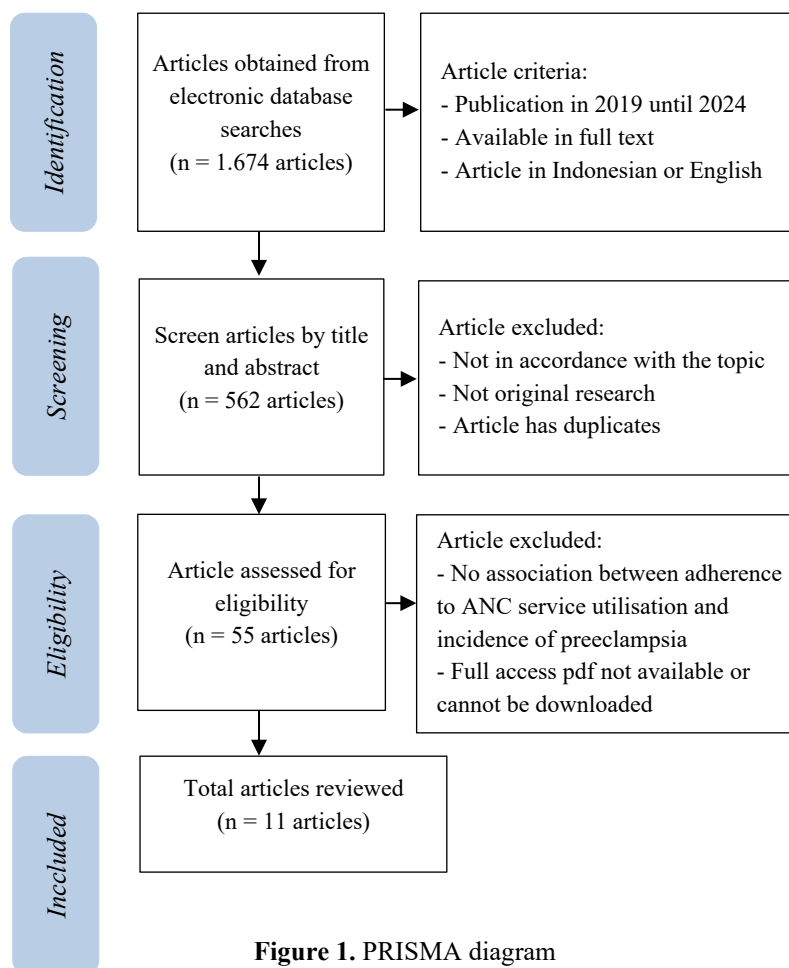 Identification
Articles obtained from
electronic database
searches
(n = 1.674 articles)
Article criteria:
- Publication in 2019 until 2024
- Available in full text
- Article in Indonesian or English
Screening
Screen articles by title
and abstract
(n = 562 articles)
Article excluded:
- Not in accordance with the topic
- Not original research
- Article has duplicates
Eligibility
Article assessed for
eligibility
(n = 55 articles)
Article excluded:
- No association between adherence
to ANC service utilisation and
incidence of preeclampsia
- Full access pdf not available or
cannot be downloaded
Inccluded
Total articles reviewed
(n = 11 articles)
Figure 1. PRISMA diagram